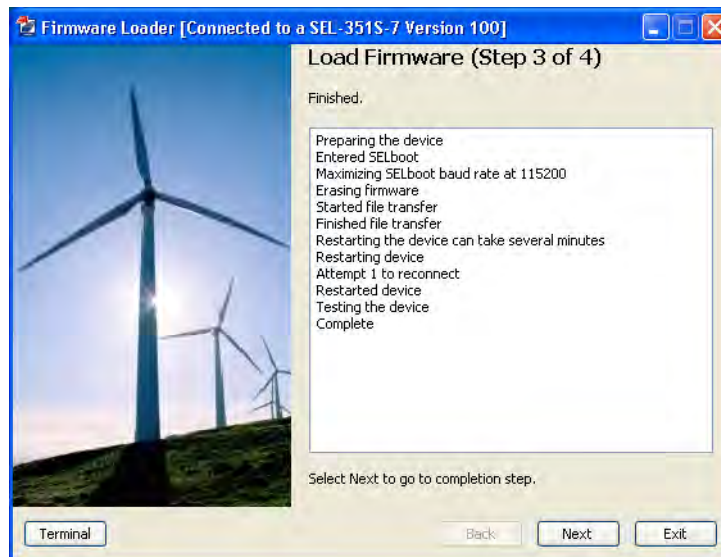 Firmware Loader [Connected to a SEL-351S-7 Version 100]
Load Firmware (Step 3 of 4)
Finished.
Preparing the device
Entered SELboot
Maximizing SELboot baud rate at 115200
Erasing firmware
Started file transfer
Finished file transfer
Restarting the device can take several minutes
Restarting device
Attempt 1 to reconnect
Restarted device
Testing the device
Complete
Select Next to go to completion step.
Terminal
Back
Next
Exit